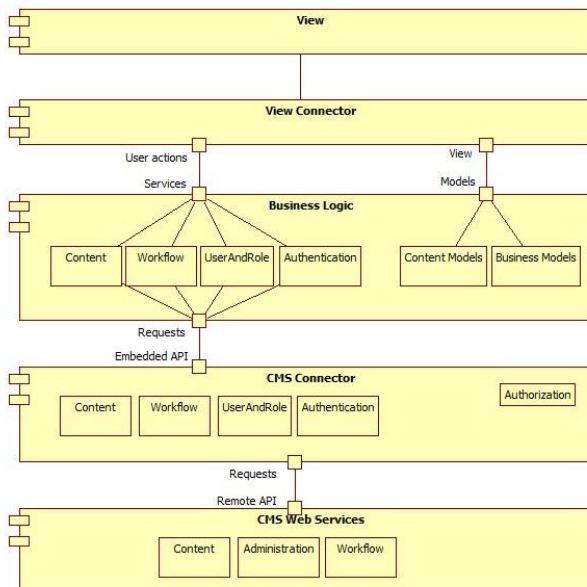 View
View Connector
User actions
View
Services
Models
Business Logic
Content
Workflow
UserAndRole
Authentication
Content Models
Business Models
Requests
Embedded API
CMS Connector
Authorization
Content
Workflow
UserAndRole
Authentication
Requests
Remote API
CMS Web Services
Content
Administration
Workflow